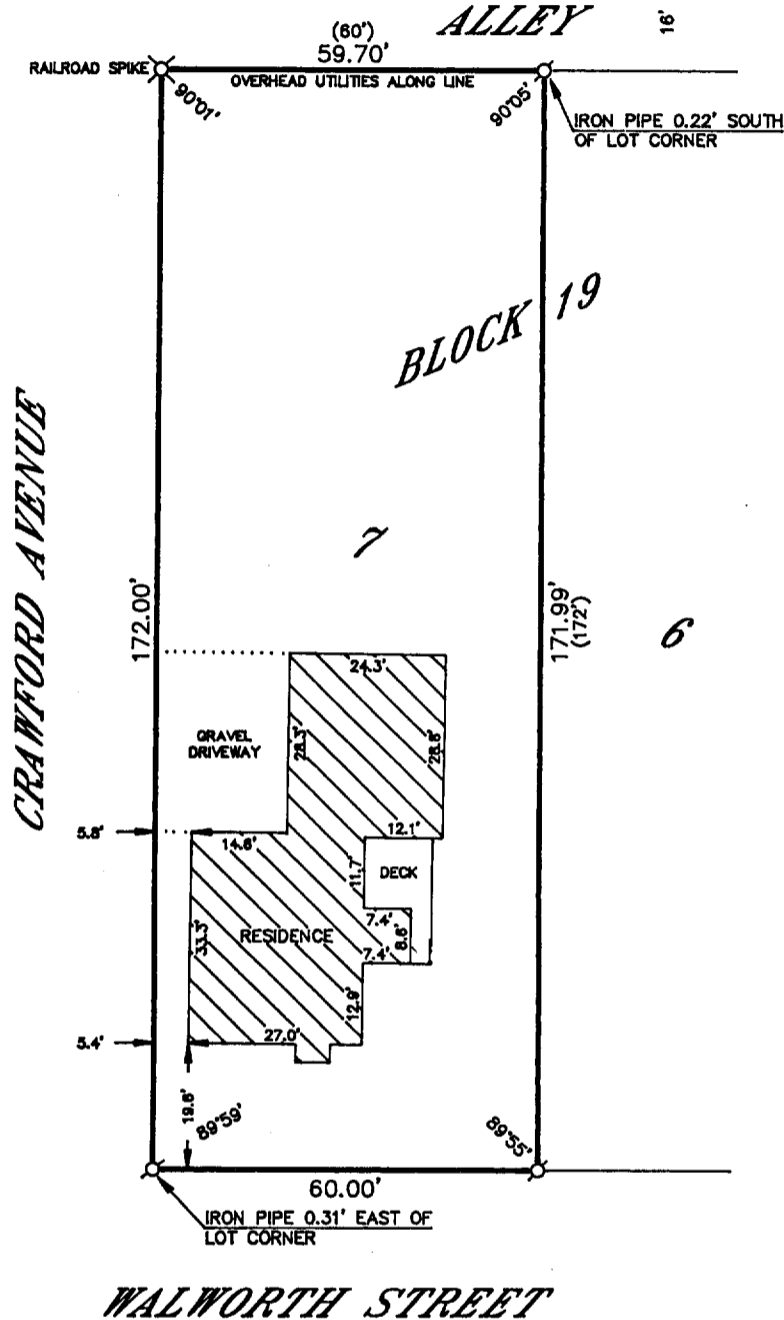 ALLEY
16'
(60')
59.70'
RAILROAD SPIKE
OVERHEAD UTILITIES ALONG LINE
90°01'
90°05'
IRON PIPE 0.22' SOUTH
OF LOT CORNER
BLOCK 19
CRAWFORD AVENUE
7
172.00'
171.99'
(172')
6
24.3'
GRAVEL
DRIVEWAY
28.3'
28.8'
5.8'
14.8'
12.1'
11.7'
DECK
33.3'
RESIDENCE
7.4'
8.6'
7.4'
12.9'
5.4'
27.0'
19.8'
89°59'
89°55'
60.00'
IRON PIPE 0.31' EAST OF
LOT CORNER
WALWORTH STREET